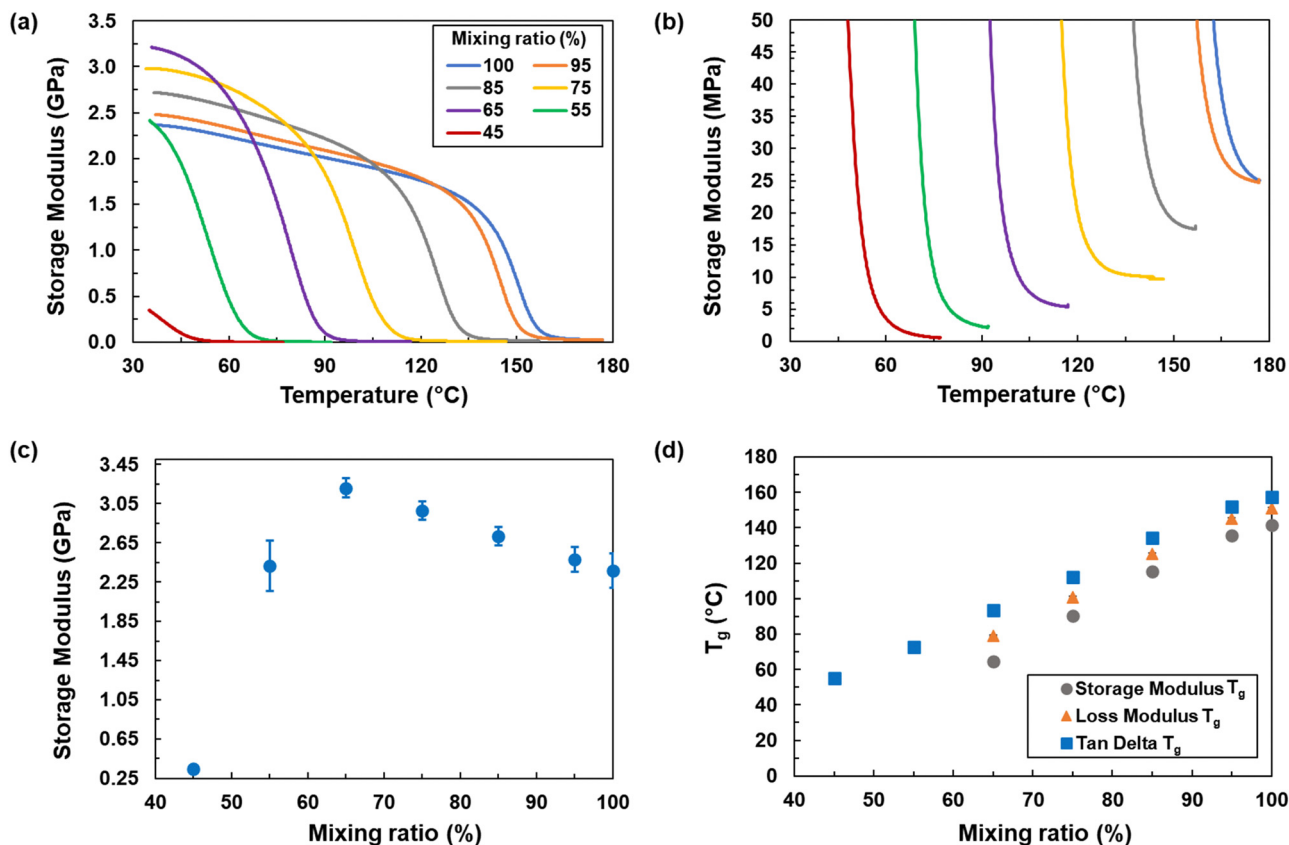 (a)
Storage Modulus (GPa)
3.5
3.0
2.5
2.0
1.5
1.0
0.5
0.0
30 60 90 120 150 180
Temperature (°C)
Mixing ratio (%)
100 95
85 75
65 55
45
(b)
Storage Modulus (MPa)
50
45
40
35
30
25
20
15
10
5
0
30 60 90 120 150 180
Temperature (°C)
(c)
Storage Modulus (GPa)
3.45
3.05
2.65
2.25
1.85
1.45
1.05
0.65
0.25
40 50 60 70 80 90 100
Mixing ratio (%)
(d)
Tg (°C)
180
160
140
120
100
80
60
40
20
0
40 50 60 70 80 90 100
Mixing ratio (%)
Storage Modulus Tg
Loss Modulus Tg
Tan Delta Tg